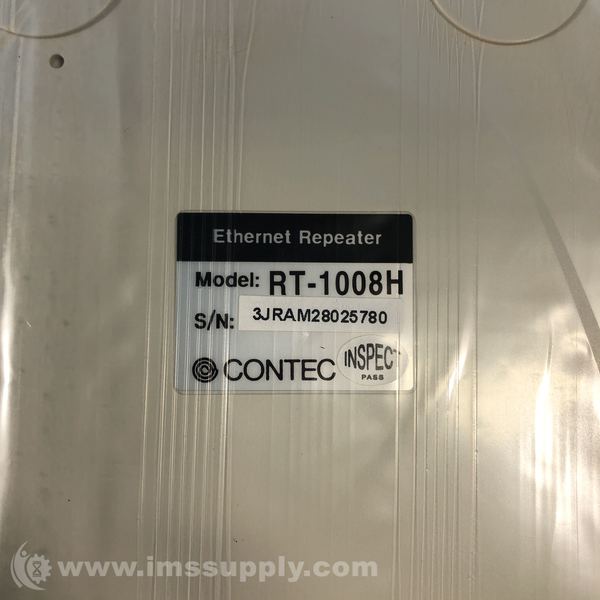 Ethernet Repeater
Model: RT-1008H
S/N: 3JRAM28025780
CONTEC
INSPECT
PASS
www.imssupply.com